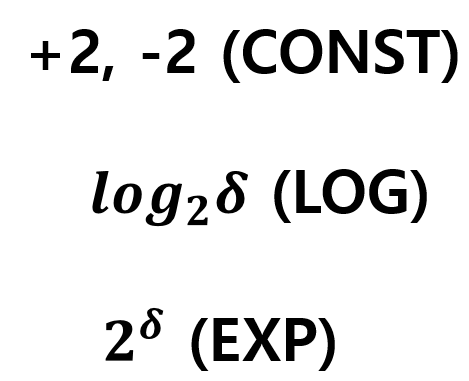 +2, -2 (CONST)
log₂δ (LOG)
2^δ (EXP)